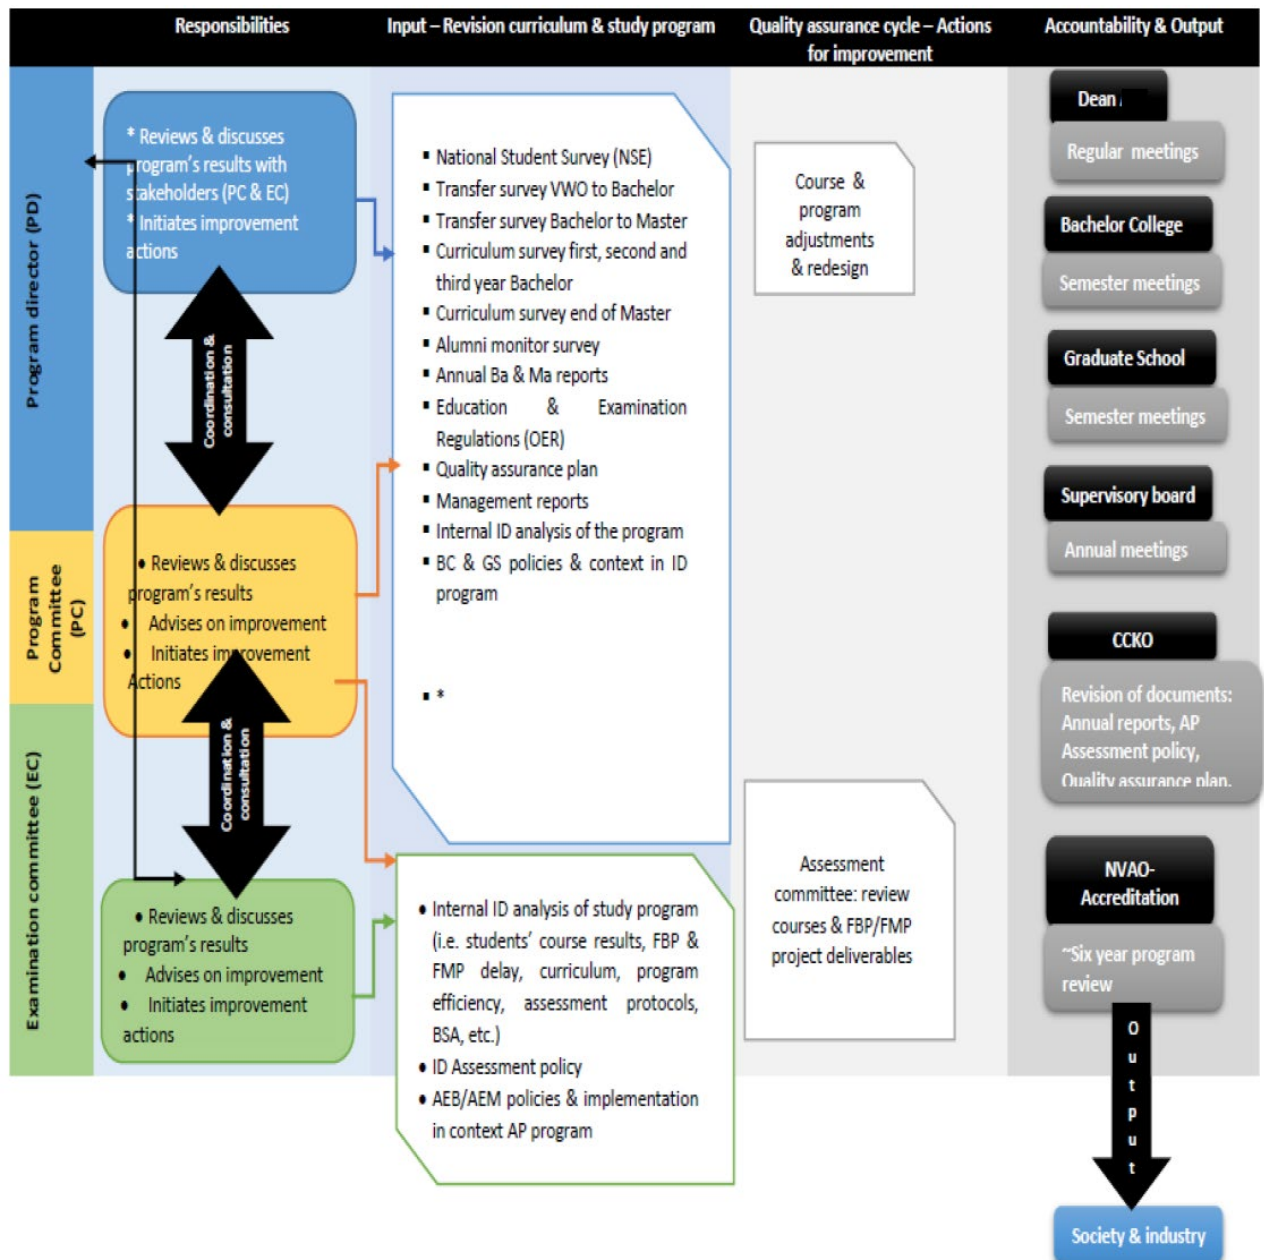 Responsibilities
Input – Revision curriculum & study program
Quality assurance cycle – Actions
for improvement
Accountability & Output
Program director (PD)
* Reviews & discusses
program's results with
stakeholders (PC & EC)
* Initiates improvement
actions
Coordination &
consultation
Program
Committee
(PC)
● Reviews & discusses
program's results
● Advises on improvement
● Initiates improvement
Actions
Coordination &
consultation
Examination committee (EC)
● Reviews & discusses
program's results
● Advises on improvement
● Initiates improvement
actions
▪ National Student Survey (NSE)
▪ Transfer survey VWO to Bachelor
▪ Transfer survey Bachelor to Master
▪ Curriculum survey first, second and
third year Bachelor
▪ Curriculum survey end of Master
▪ Alumni monitor survey
▪ Annual Ba & Ma reports
▪ Education & Examination
Regulations (OER)
▪ Quality assurance plan
▪ Management reports
▪ Internal ID analysis of the program
▪ BC & GS policies & context in ID
program
▪ *
● Internal ID analysis of study program
(i.e. students' course results, FBP &
FMP delay, curriculum, program
efficiency, assessment protocols,
BSA, etc.)
● ID Assessment policy
● AEB/AEM policies & implementation
in context AP program
Course &
program
adjustments
& redesign
Assessment
committee: review
courses & FBP/FMP
project deliverables
Dean
Regular meetings
Bachelor College
Semester meetings
Graduate School
Semester meetings
Supervisory board
Annual meetings
CCKO
Revision of documents:
Annual reports, AP
Assessment policy,
Quality assurance plan.
NVAO-
Accreditation
~Six year program
review
Output
Society & industry